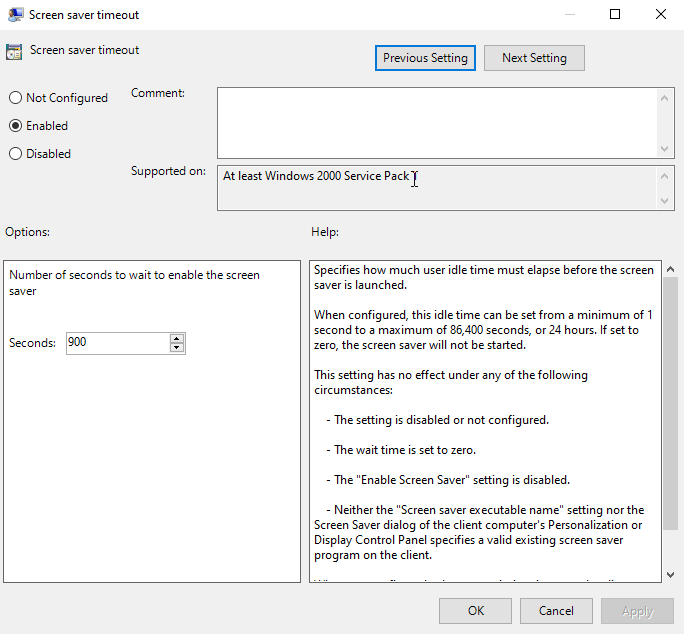 Screen saver timeout
Screen saver timeout
Previous Setting
Next Setting
Not Configured
Enabled
Disabled
Comment:
Supported on:
At least Windows 2000 Service Pack
Options:
Help:
Number of seconds to wait to enable the screen
saver
Seconds:
900
Specifies how much user idle time must elapse before the screen
saver is launched.
When configured, this idle time can be set from a minimum of 1
second to a maximum of 86,400 seconds, or 24 hours. If set to
zero, the screen saver will not be started.
This setting has no effect under any of the following
circumstances:
- The setting is disabled or not configured.
- The wait time is set to zero.
- The "Enable Screen Saver" setting is disabled.
- Neither the "Screen saver executable name" setting nor the
Screen Saver dialog of the client computer's Personalization or
Display Control Panel specifies a valid existing screen saver
program on the client.
OK
Cancel
Apply